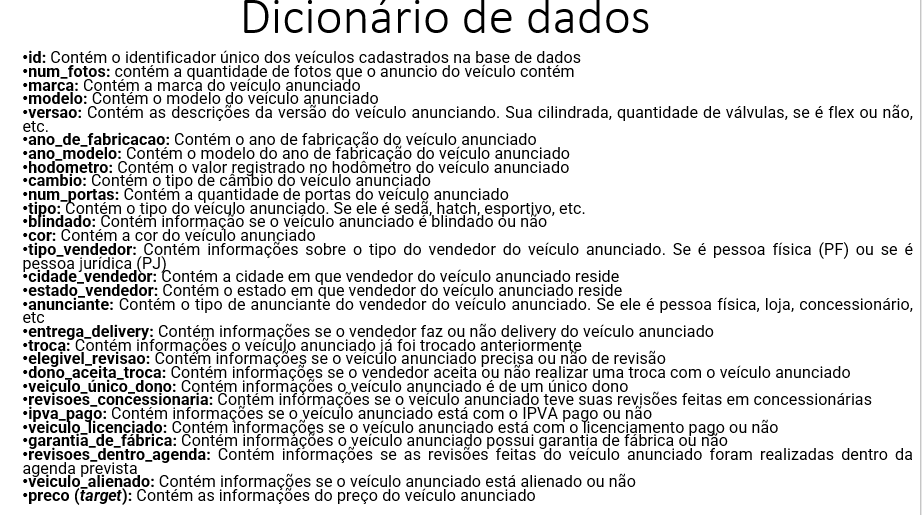 Dicionário de dados
•id: Contém o identificador único dos veículos cadastrados na base de dados
•num_fotos: contém a quantidade de fotos que o anuncio do veículo contém
•marca: Contém a marca do veículo anunciado
•modelo: Contém o modelo do veículo anunciado
•versao: Contém as descrições da versão do veículo anunciando. Sua cilindrada, quantidade de válvulas, se é flex ou não,
etc.
•ano_de_fabricacao: Contém o ano de fabricação do veículo anunciado
•ano_modelo: Contém o modelo do ano de fabricação do veículo anunciado
•hodometro: Contém o valor registrado no hodômetro do veículo anunciado
•cambio: Contém o tipo de câmbio do veículo anunciado
•num_portas: Contém a quantidade de portas do veículo anunciado
•tipo: Contém o tipo do veículo anunciado. Se ele é sedã, hatch, esportivo, etc.
•blindado: Contém informação se o veículo anunciado é blindado ou não
•cor: Contém a cor do veículo anunciado
•tipo_vendedor: Contém informações sobre o tipo do vendedor do veículo anunciado. Se é pessoa física (PF) ou se é
pessoa jurídica (PJ)
•cidade_vendedor: Contém a cidade em que vendedor do veículo anunciado reside
•estado_vendedor: Contém o estado em que vendedor do veículo anunciado reside
•anunciante: Contém o tipo de anunciante do vendedor do veículo anunciado. Se ele é pessoa física, loja, concessionário,
etc
•entrega_delivery: Contém informações se o vendedor faz ou não delivery do veículo anunciado
•troca: Contém informações o veículo anunciado já foi trocado anteriormente
•elegivel_revisao: Contém informações se o veículo anunciado precisa ou não de revisão
•dono_aceita_troca: Contém informações se o vendedor aceita ou não realizar uma troca com o veículo anunciado
•veiculo_único_dono: Contém informações o veículo anunciado é de um único dono
•revisoes_concessionaria: Contém informações se o veículo anunciado teve suas revisões feitas em concessionárias
•ipva_pago: Contém informações se o veículo anunciado está com o IPVA pago ou não
•veiculo_licenciado: Contém informações se o veículo anunciado está com o licenciamento pago ou não
•garantia_de_fábrica: Contém informações o veículo anunciado possui garantia de fábrica ou não
•revisoes_dentro_agenda: Contém informações se as revisões feitas do veículo anunciado foram realizadas dentro da
agenda prevista
•veiculo_alienado: Contém informações se o veículo anunciado está alienado ou não
•preco (target): Contém as informações do preço do veículo anunciado